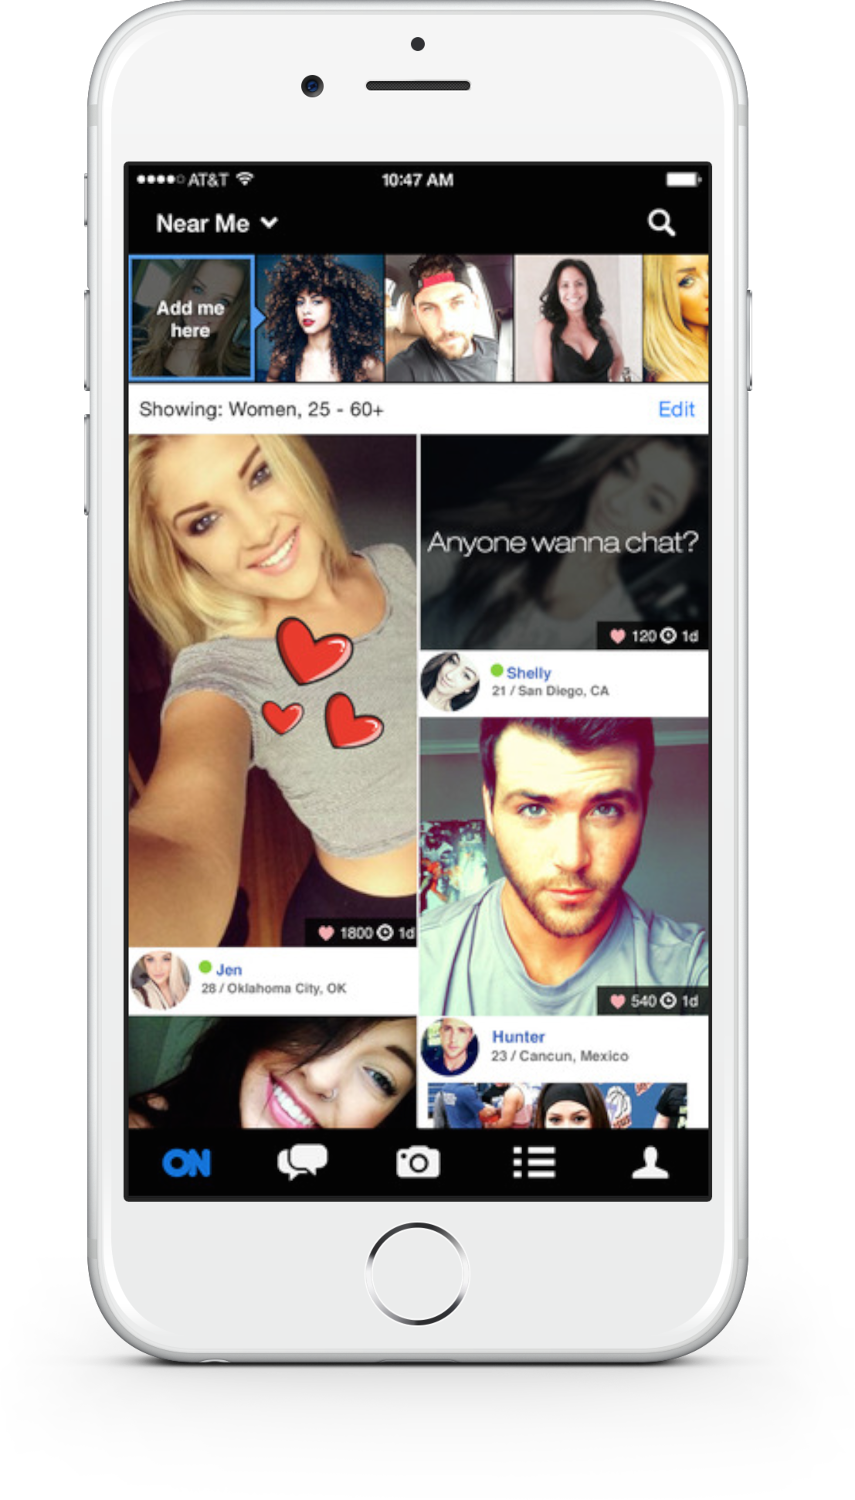 AT&T
10:47 AM
Near Me
Add me
here
Showing: Women, 25 - 60+
Edit
Anyone wanna chat?
120 1d
Shelly
21 / San Diego, CA
1800 1d
Jen
28 / Oklahoma City, OK
540 1d
Hunter
23 / Cancun, Mexico
ON